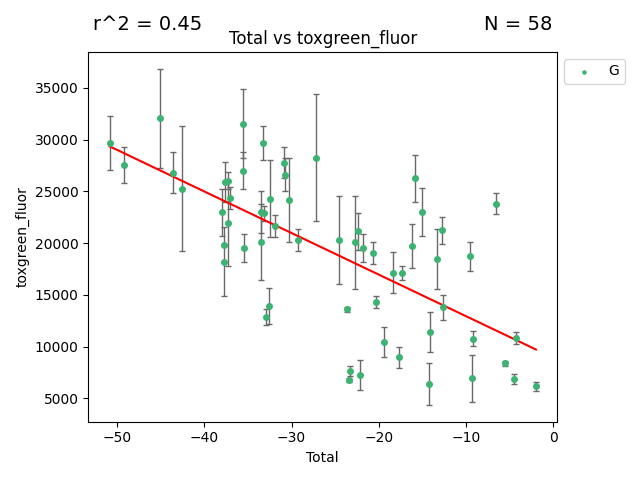 r^2 = 0.45
N = 58
Total vs toxgreen_fluor
G
35000
30000
25000
20000
15000
10000
5000
toxgreen_fluor
−50 −40 −30 −20 −10 0
Total